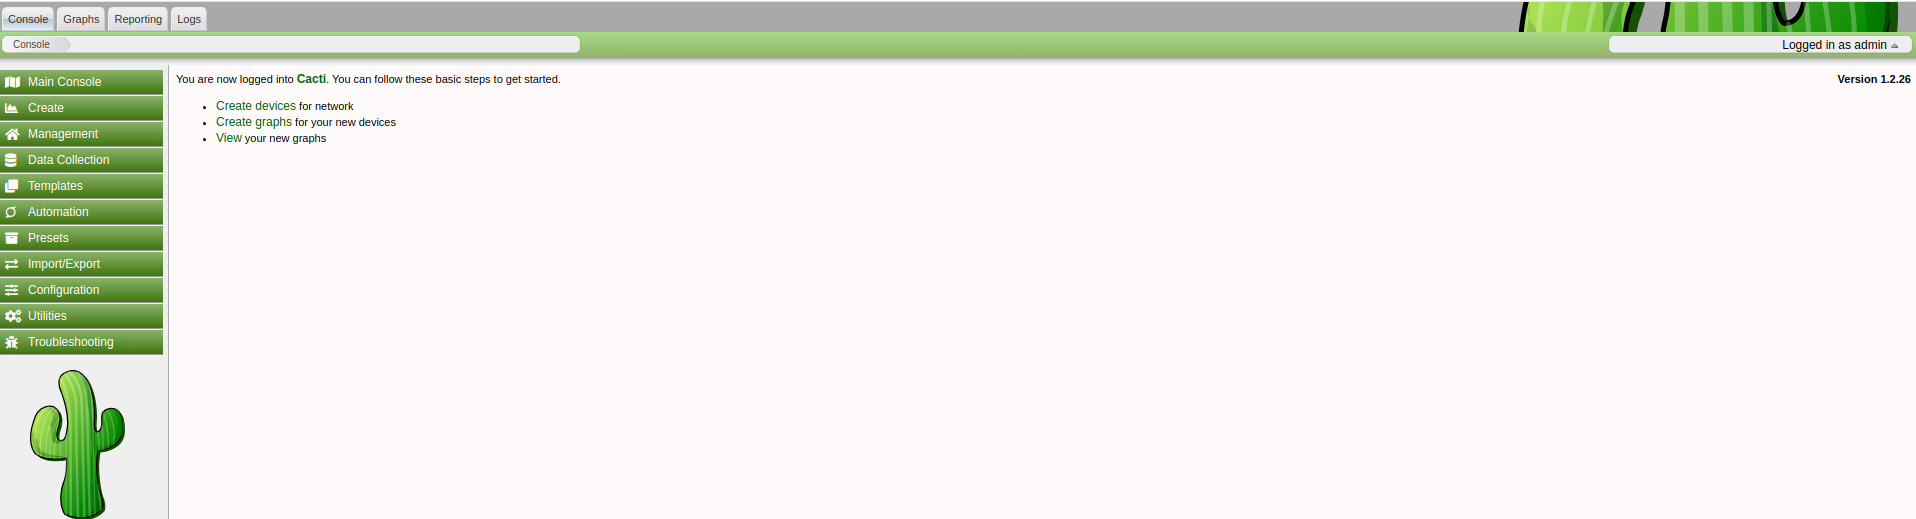 Console Graphs Reporting Logs
Console
Logged in as admin
Main Console
Create
Management
Data Collection
Templates
Automation
Presets
Import/Export
Configuration
Utilities
Troubleshooting
You are now logged into Cacti. You can follow these basic steps to get started.
Version 1.2.26
Create devices for network
Create graphs for your new devices
View your new graphs